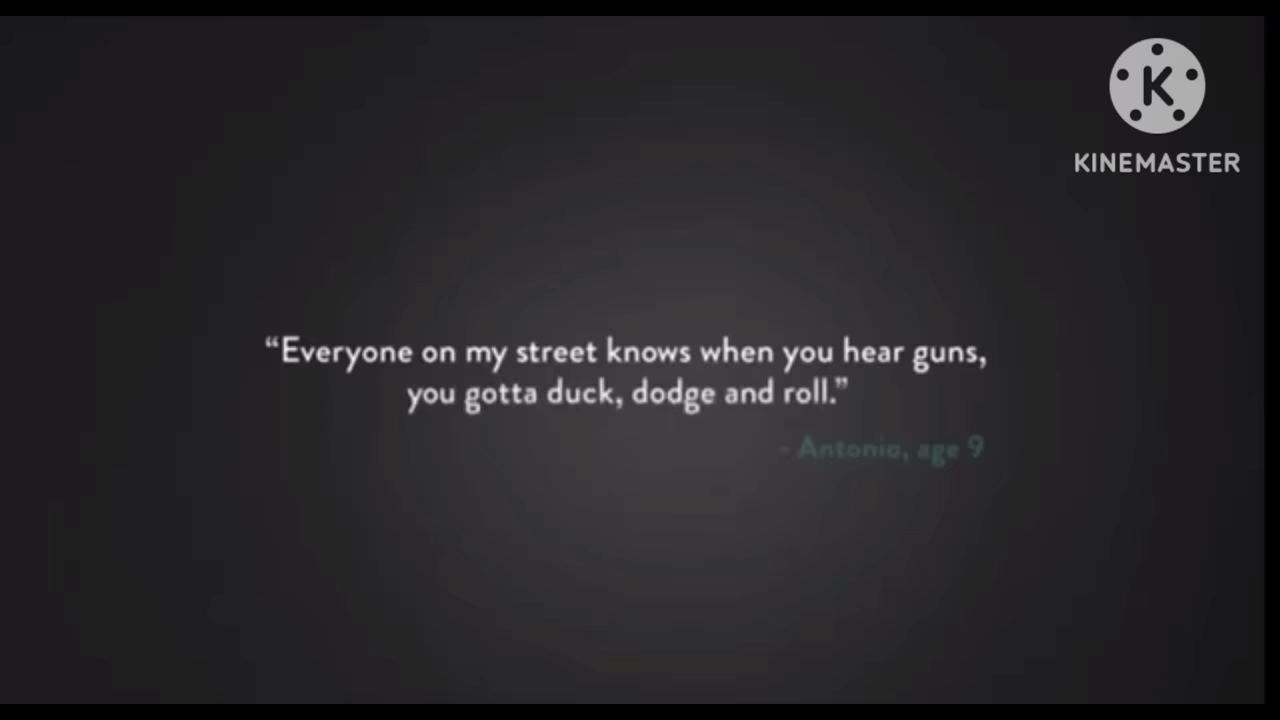 K
KINEMASTER
“Everyone on my street knows when you hear guns,
you gotta duck, dodge and roll.”
- Antonio, age 9